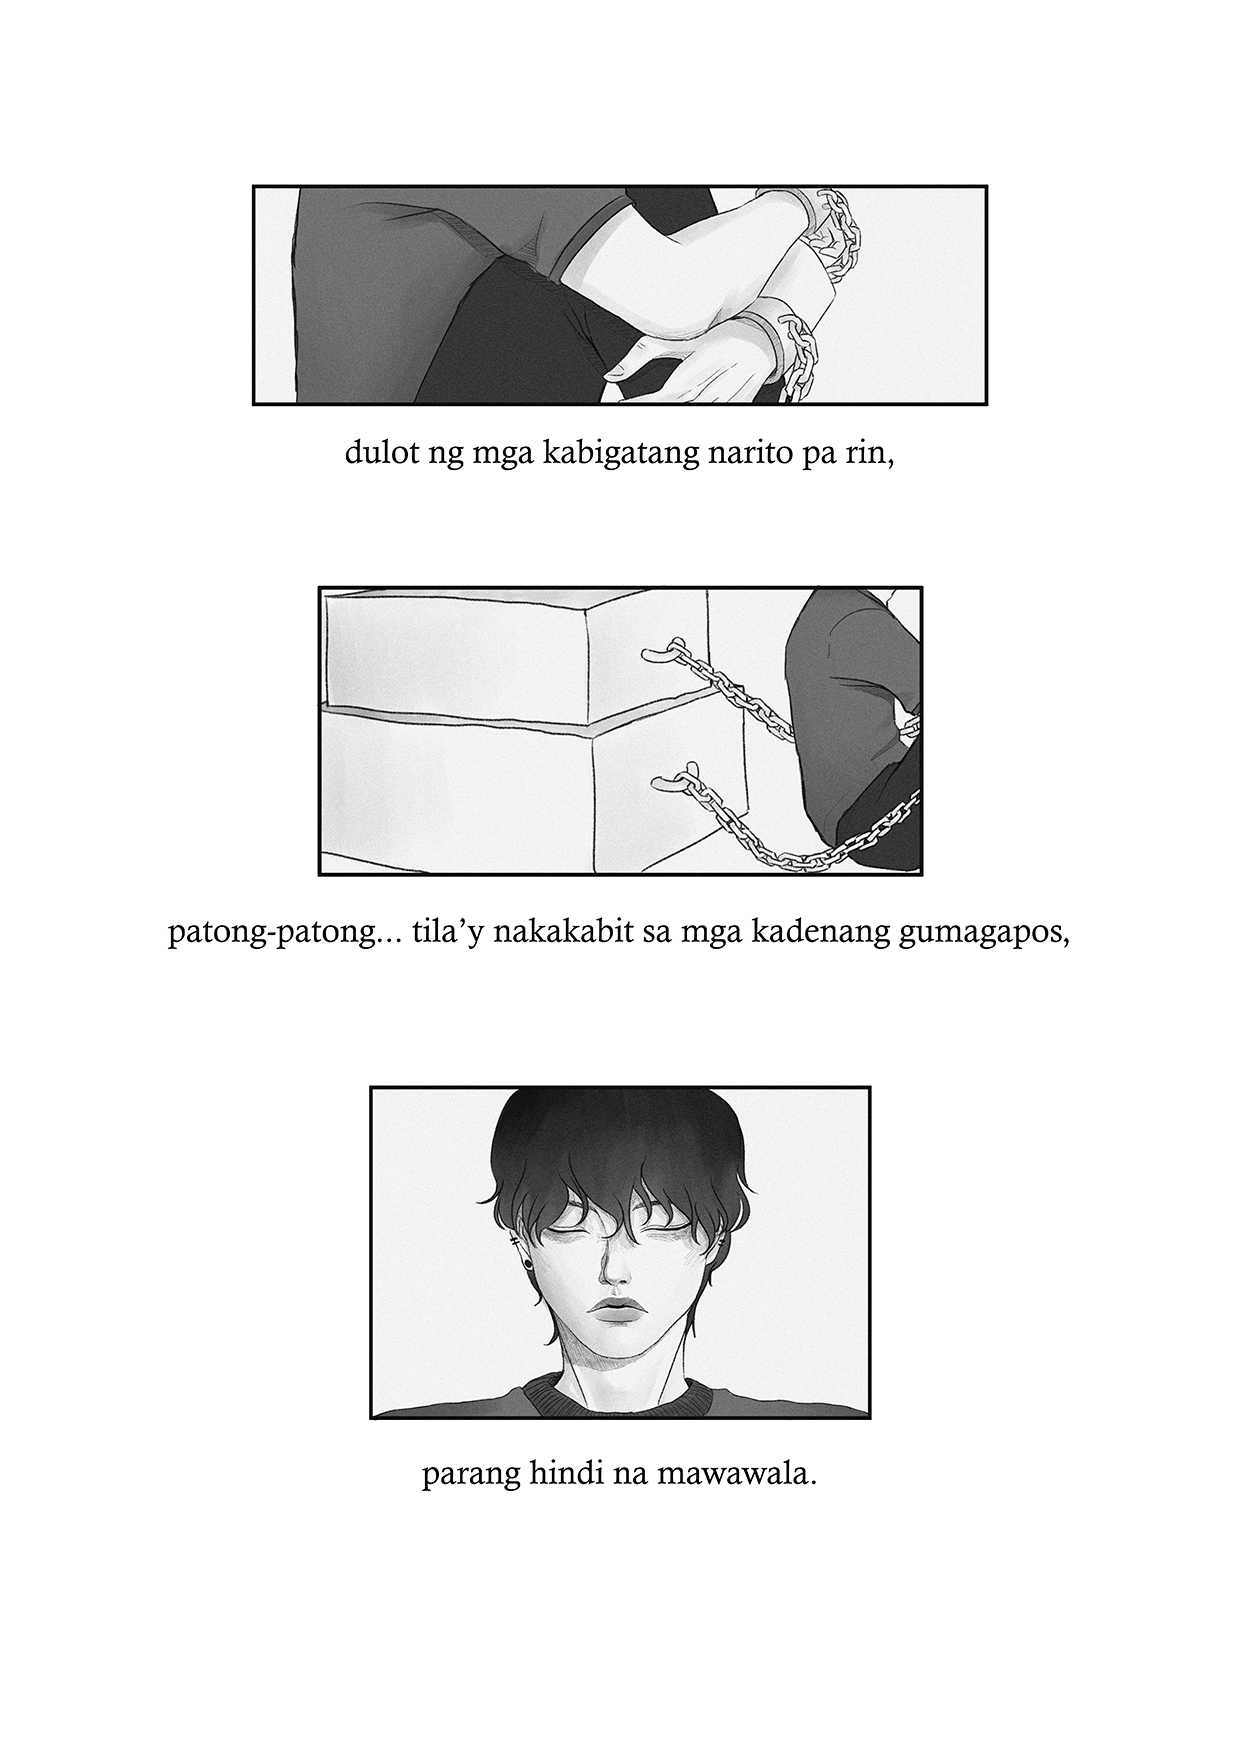 dulot ng mga kabigatang narito pa rin,
patong-patong... tila’y nakakabit sa mga kadenang gumagapos,
parang hindi na mawawala.